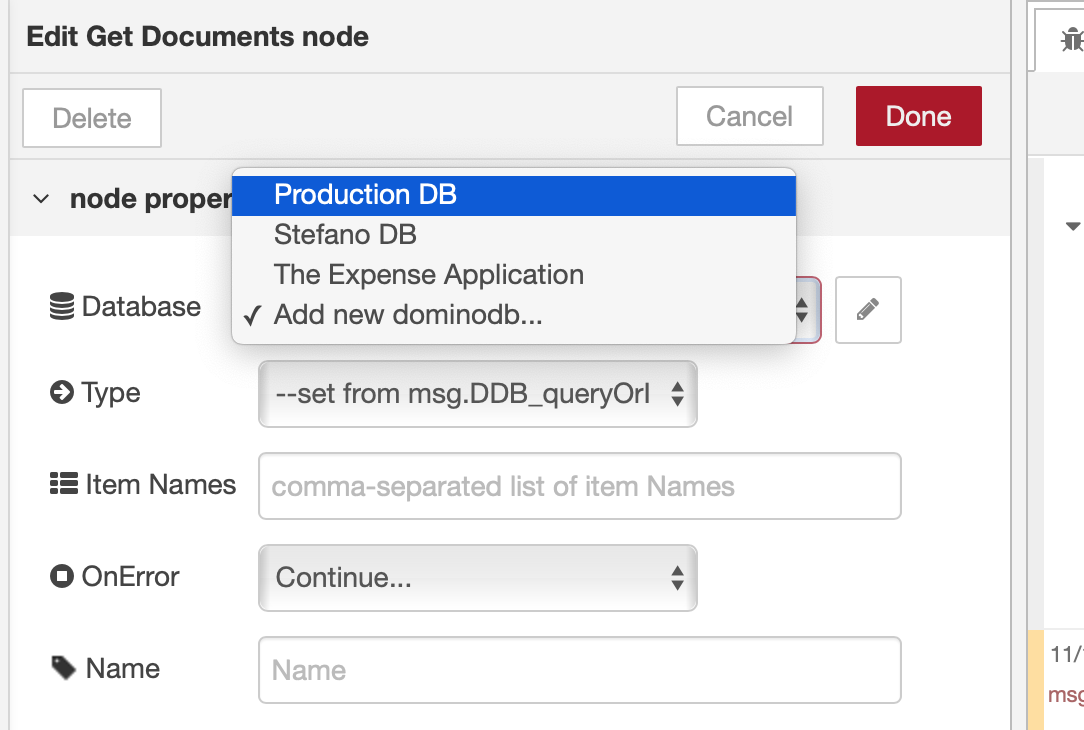 Edit Get Documents node
Delete
Cancel
Done
node proper
Production DB
Stefano DB
The Expense Application
✓ Add new dominodb...
Database
Type
--set from msg.DDB_queryOrI
Item Names
comma-separated list of item Names
OnError
Continue...
Name
Name
11/
msg